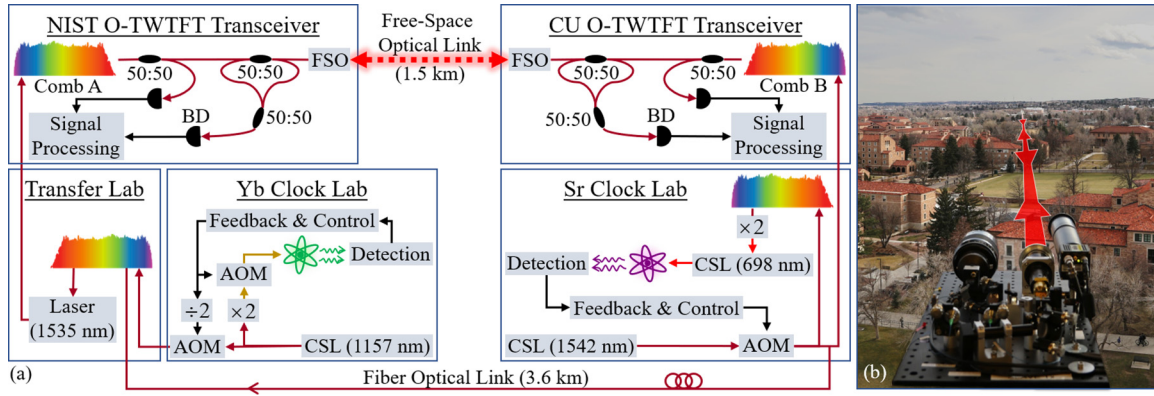 NIST O-TWTFT Transceiver
Comb A
50:50
50:50
FSO
50:50
BD
Signal
Processing
Free-Space
Optical Link
(1.5 km)
CU O-TWTFT Transceiver
FSO
50:50
50:50
Comb B
50:50
BD
Signal
Processing
Transfer Lab
Laser
(1535 nm)
Yb Clock Lab
Feedback & Control
Detection
AOM
÷2
×2
AOM
CSL (1157 nm)
Sr Clock Lab
×2
Detection
CSL (698 nm)
Feedback & Control
CSL (1542 nm)
AOM
(a)
Fiber Optical Link (3.6 km)
(b)